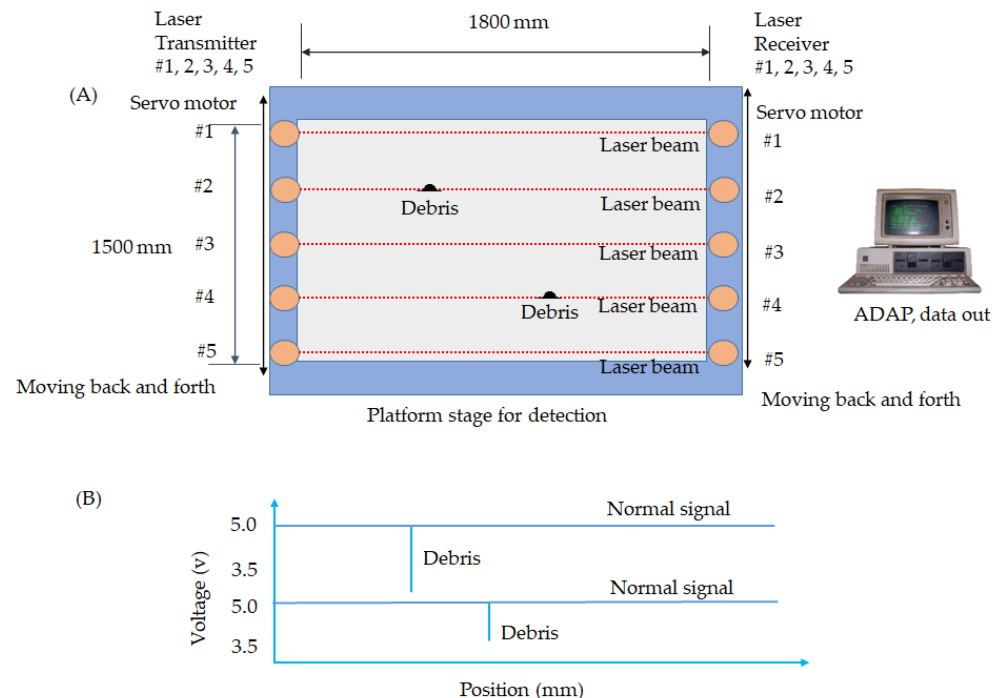 Laser
Transmitter
#1, 2, 3, 4, 5
1800 mm
Laser
Receiver
#1, 2, 3, 4, 5
(A)
Servo motor
Servo motor
#1
Laser beam
#1
#2
Debris
Laser beam
#2
1500 mm
#3
Laser beam
#3
#4
Debris
Laser beam
#4
ADAP, data out
#5
Laser beam
#5
Moving back and forth
Platform stage for detection
Moving back and forth
(B)
Voltage (v)
5.0
Normal signal
3.5
Debris
5.0
Normal signal
3.5
Debris
Position (mm)